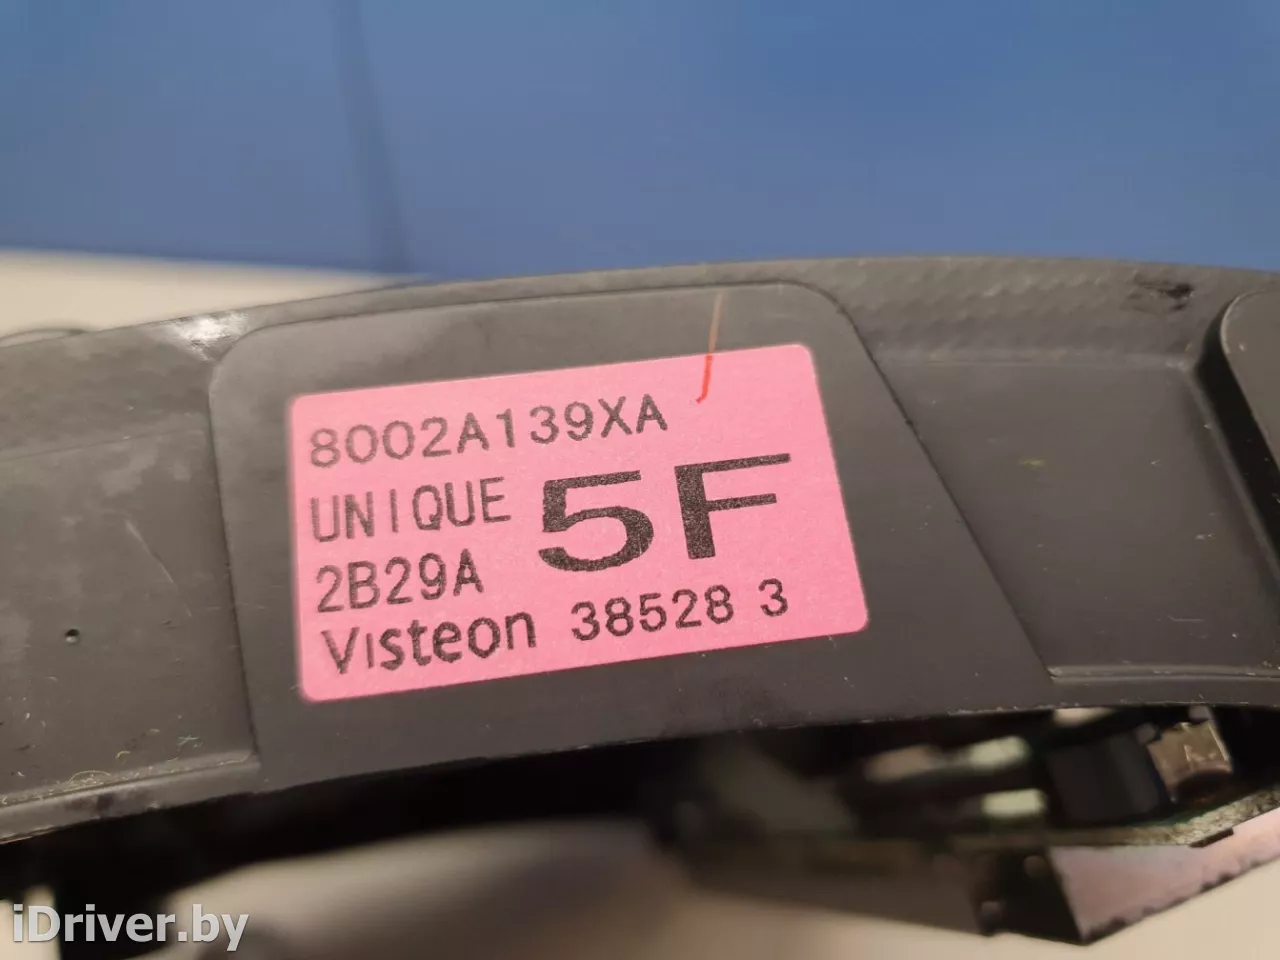 8002A139XA
UNIQUE 5F
2B29A
Visteon 38528 3
iDriver.by